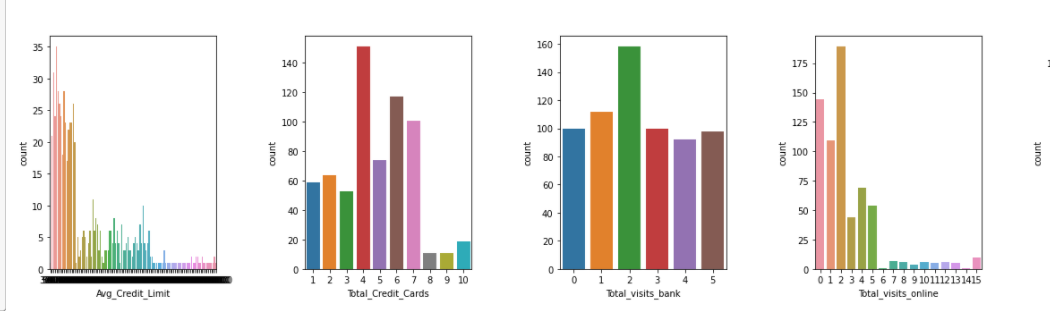 count
35
30
25
20
15
10
5
0
Avg_Credit_Limit
count
140
120
100
80
60
40
20
0
1 2 3 4 5 6 7 8 9 10
Total_Credit_Cards
count
160
140
120
100
80
60
40
20
0
0 1 2 3 4 5
Total_visits_bank
count
175
150
125
100
75
50
25
0
0 1 2 3 4 5 6 7 8 9 10 11 12 13 14 15
Total_visits_online
count